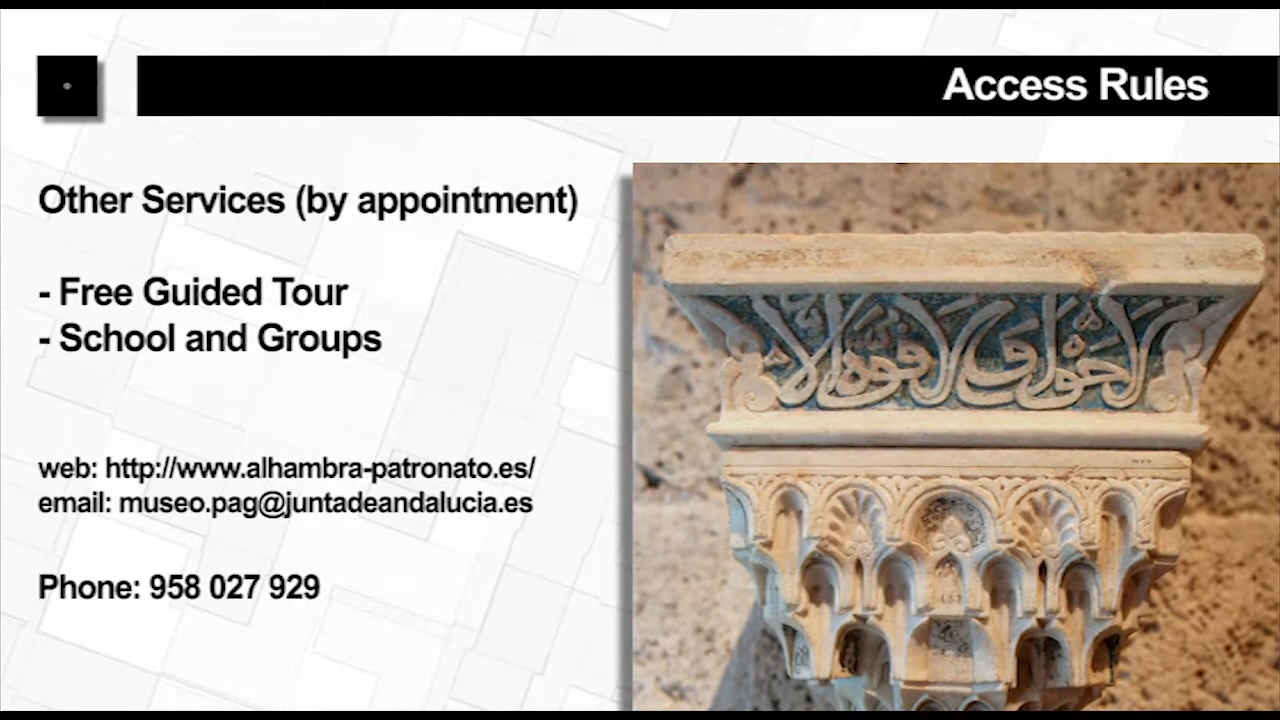 Access Rules
Other Services (by appointment)
- Free Guided Tour
- School and Groups
web: http://www.alhambra-patronato.es/
email: museo.pag@juntadeandalucia.es
Phone: 958 027 929